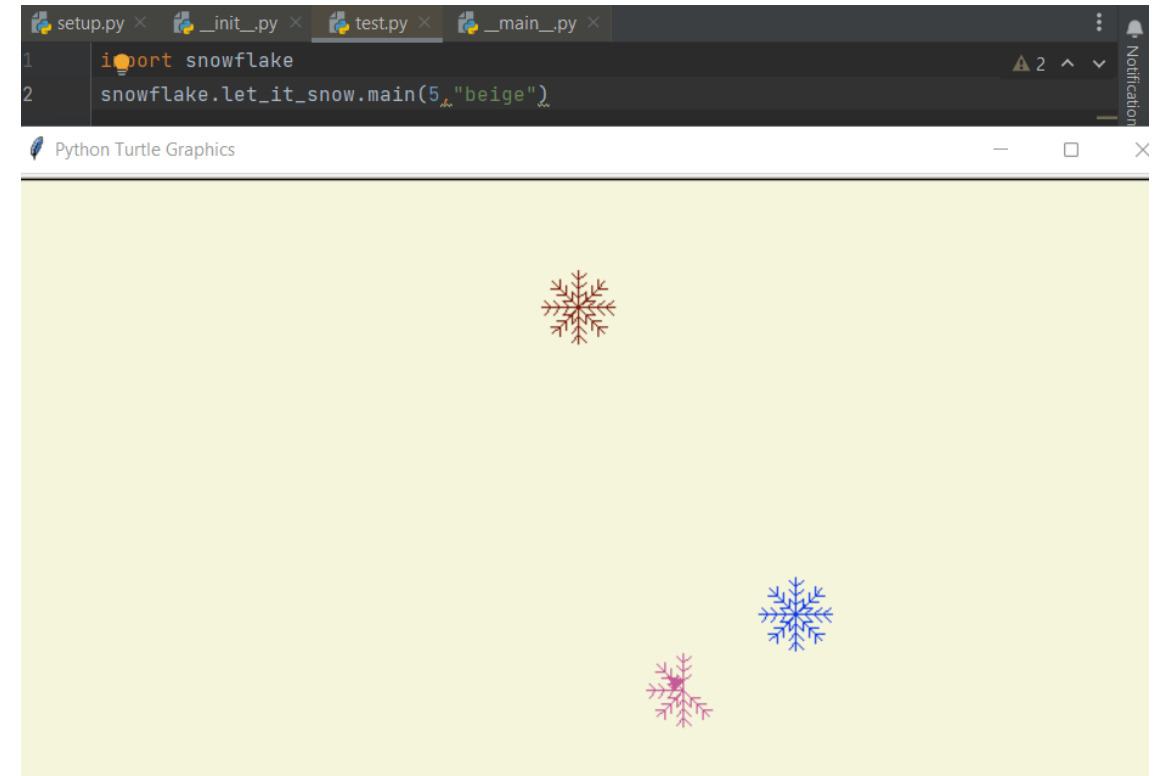 setup.py __init__.py test.py __main__.py
1 import snowflake 2
2 snowflake.let_it_snow.main(5,"beige")
Notification
Python Turtle Graphics